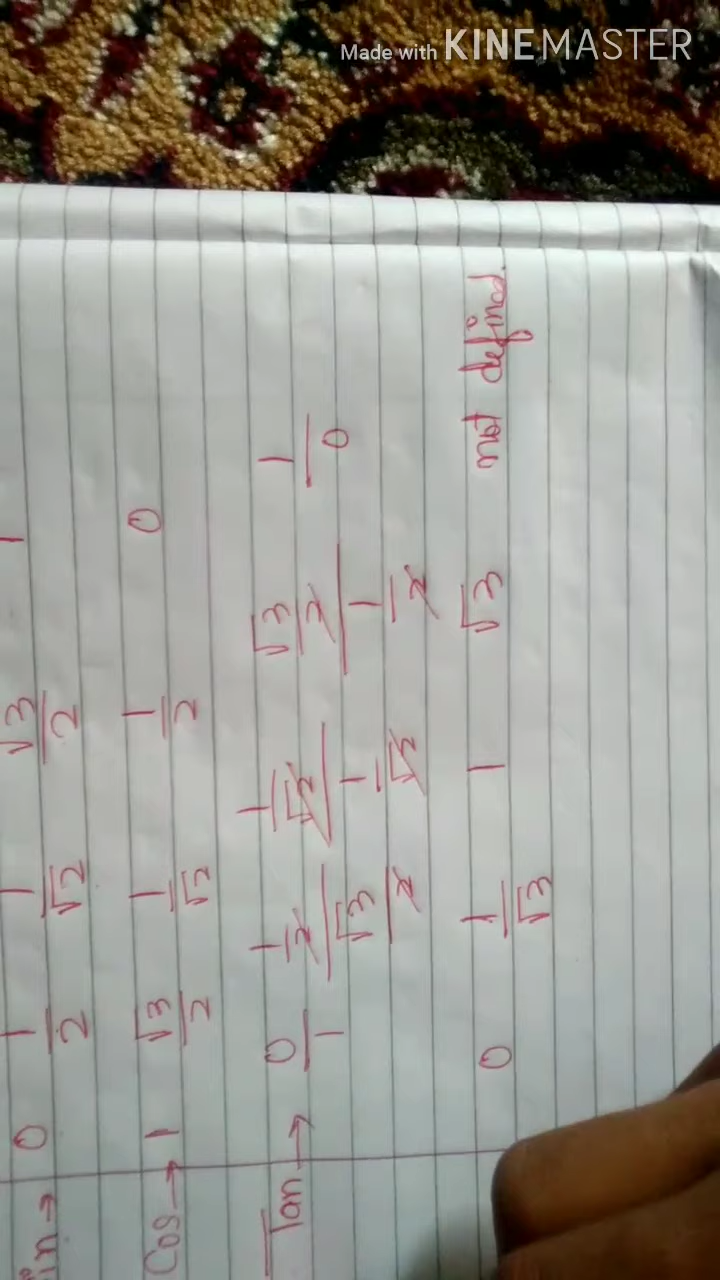 Made with KINEMASTER
in → 0 1/2 1/√2 √3/2 1
Cos → 1 √3/2 1/√2 1/2 0
Tan → 0/1 1/2/√3/2 1/√2/1/√2 √3/2/1/2 1/0
0 1/√3 1 √3 not defined.